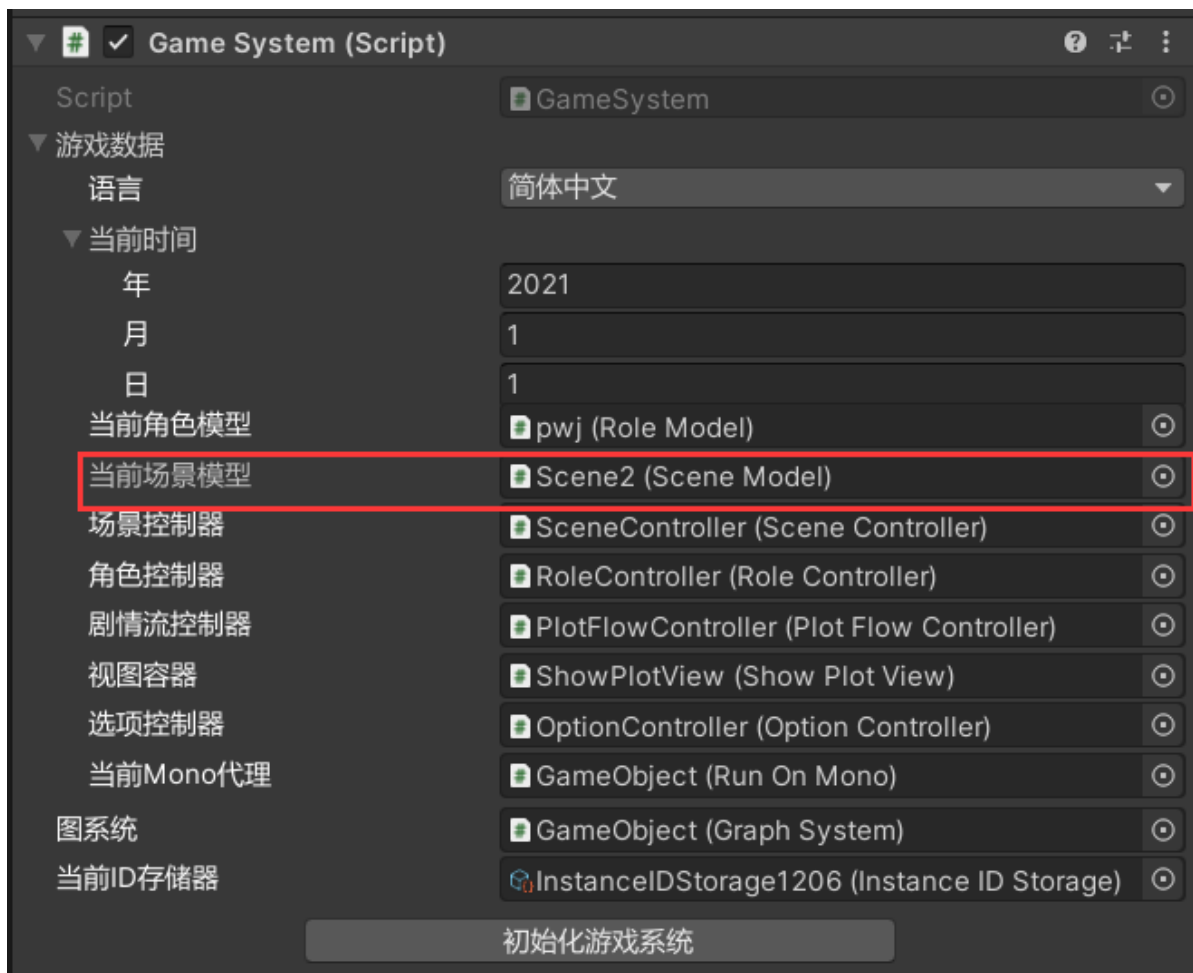 Game System (Script)
Script GameSystem
游戏数据
语言 简体中文
当前时间
年 2021
月 1
日 1
当前角色模型 pwj (Role Model)
当前场景模型 Scene2 (Scene Model)
场景控制器 SceneController (Scene Controller)
角色控制器 RoleController (Role Controller)
剧情流控制器 PlotFlowController (Plot Flow Controller)
视图容器 ShowPlotView (Show Plot View)
选项控制器 OptionController (Option Controller)
当前Mono代理 GameObject (Run On Mono)
图系统 GameObject (Graph System)
当前ID存储器 InstanceIDStorage1206 (Instance ID Storage)
初始化游戏系统